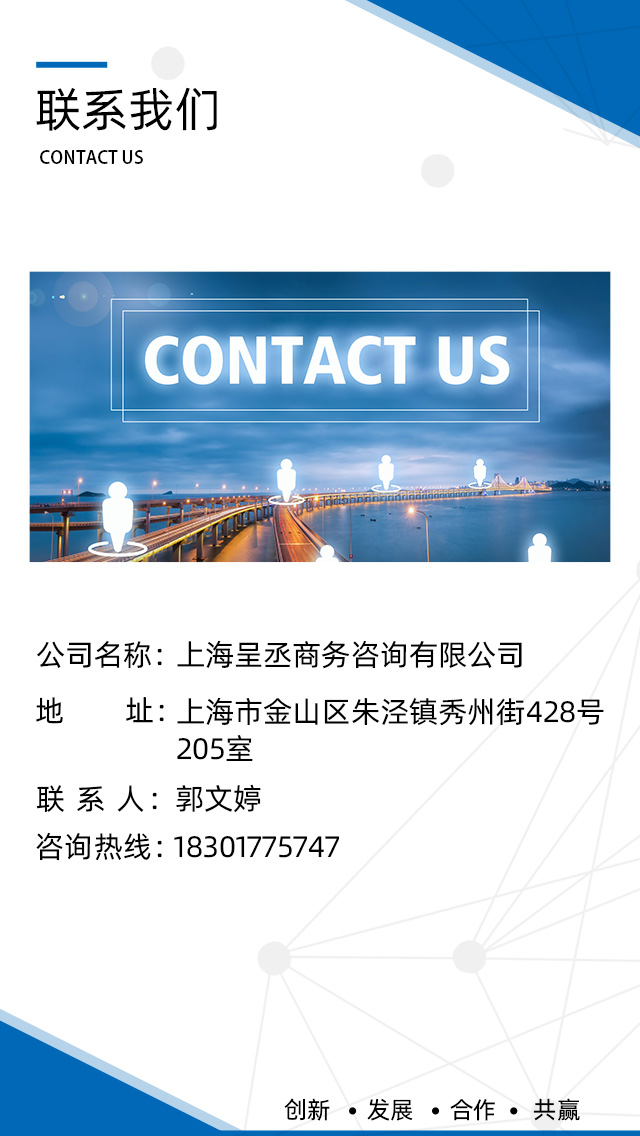 联系我们
CONTACT US
CONTACT US
公司名称：上海呈丞商务咨询有限公司
地 址：上海市金山区朱泾镇秀州街428号
205室
联 系 人：郭文婷
咨询热线：18301775747
创新 • 发展 • 合作 • 共赢